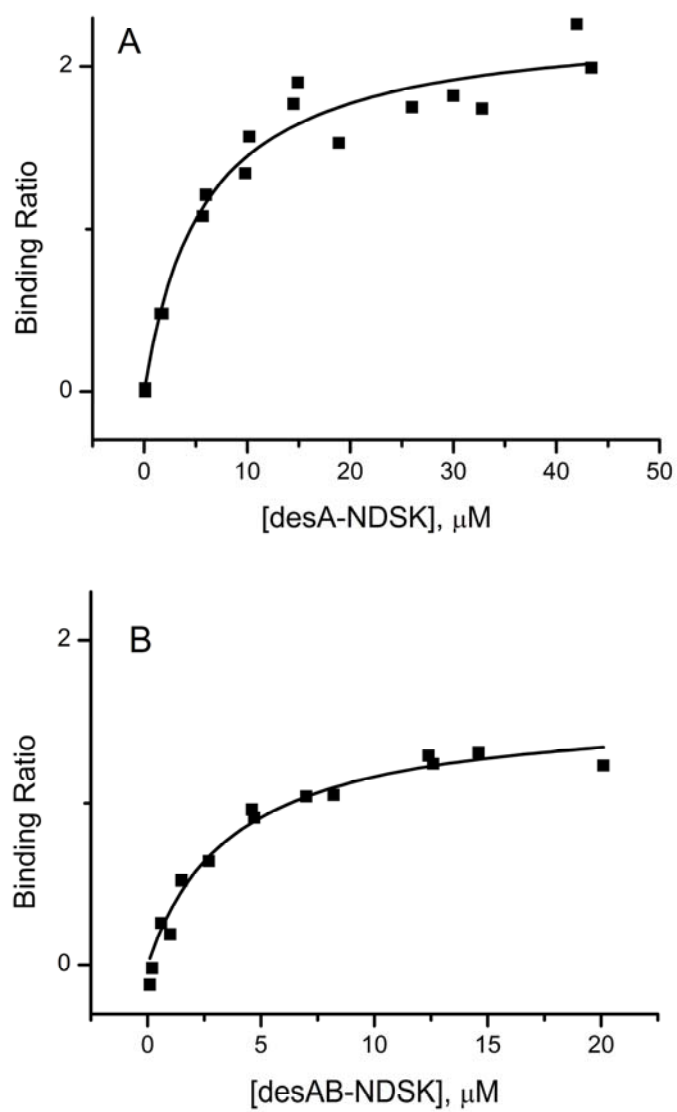 A
2
Binding Ratio
0
0 10 20 30 40 50
[desA-NDSK], μM
B
2
Binding Ratio
0
0 5 10 15 20
[desAB-NDSK], μM